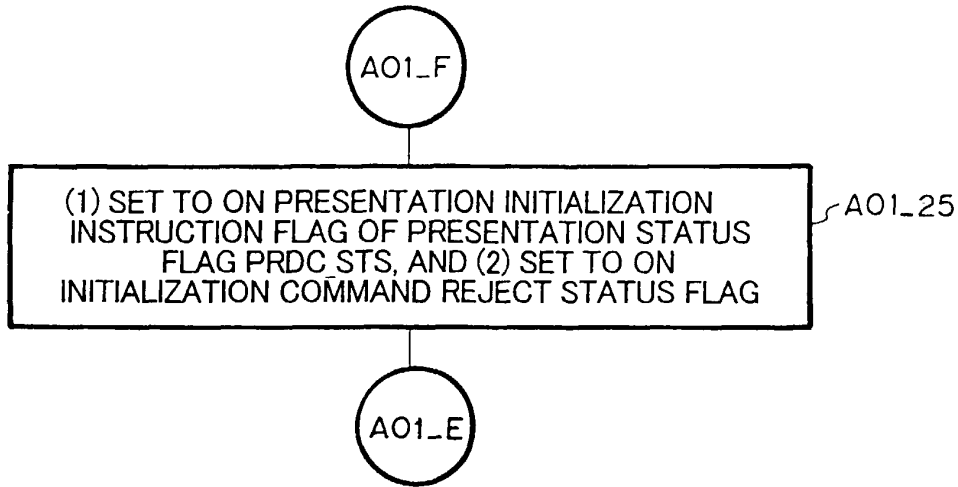 A01_F
(1) SET TO ON PRESENTATION INITIALIZATION
INSTRUCTION FLAG OF PRESENTATION STATUS
FLAG PRDC_STS, AND (2) SET TO ON
INITIALIZATION COMMAND REJECT STATUS FLAG
A01_25
A01_E